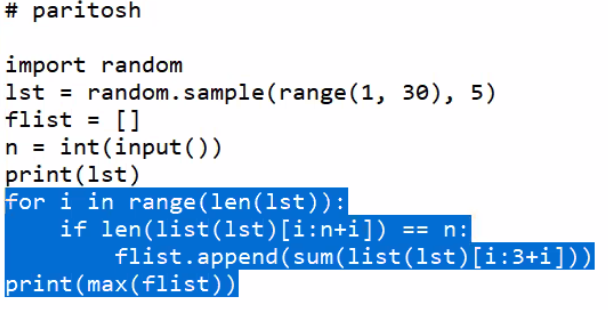 # paritosh
import random
lst = random.sample(range(1, 30), 5)
flist = []
n = int(input())
print(lst)
for i in range(len(lst)):
    if len(list(lst)[i:n+i]) == n:
        flist.append(sum(list(lst)[i:3+i]))
print(max(flist))